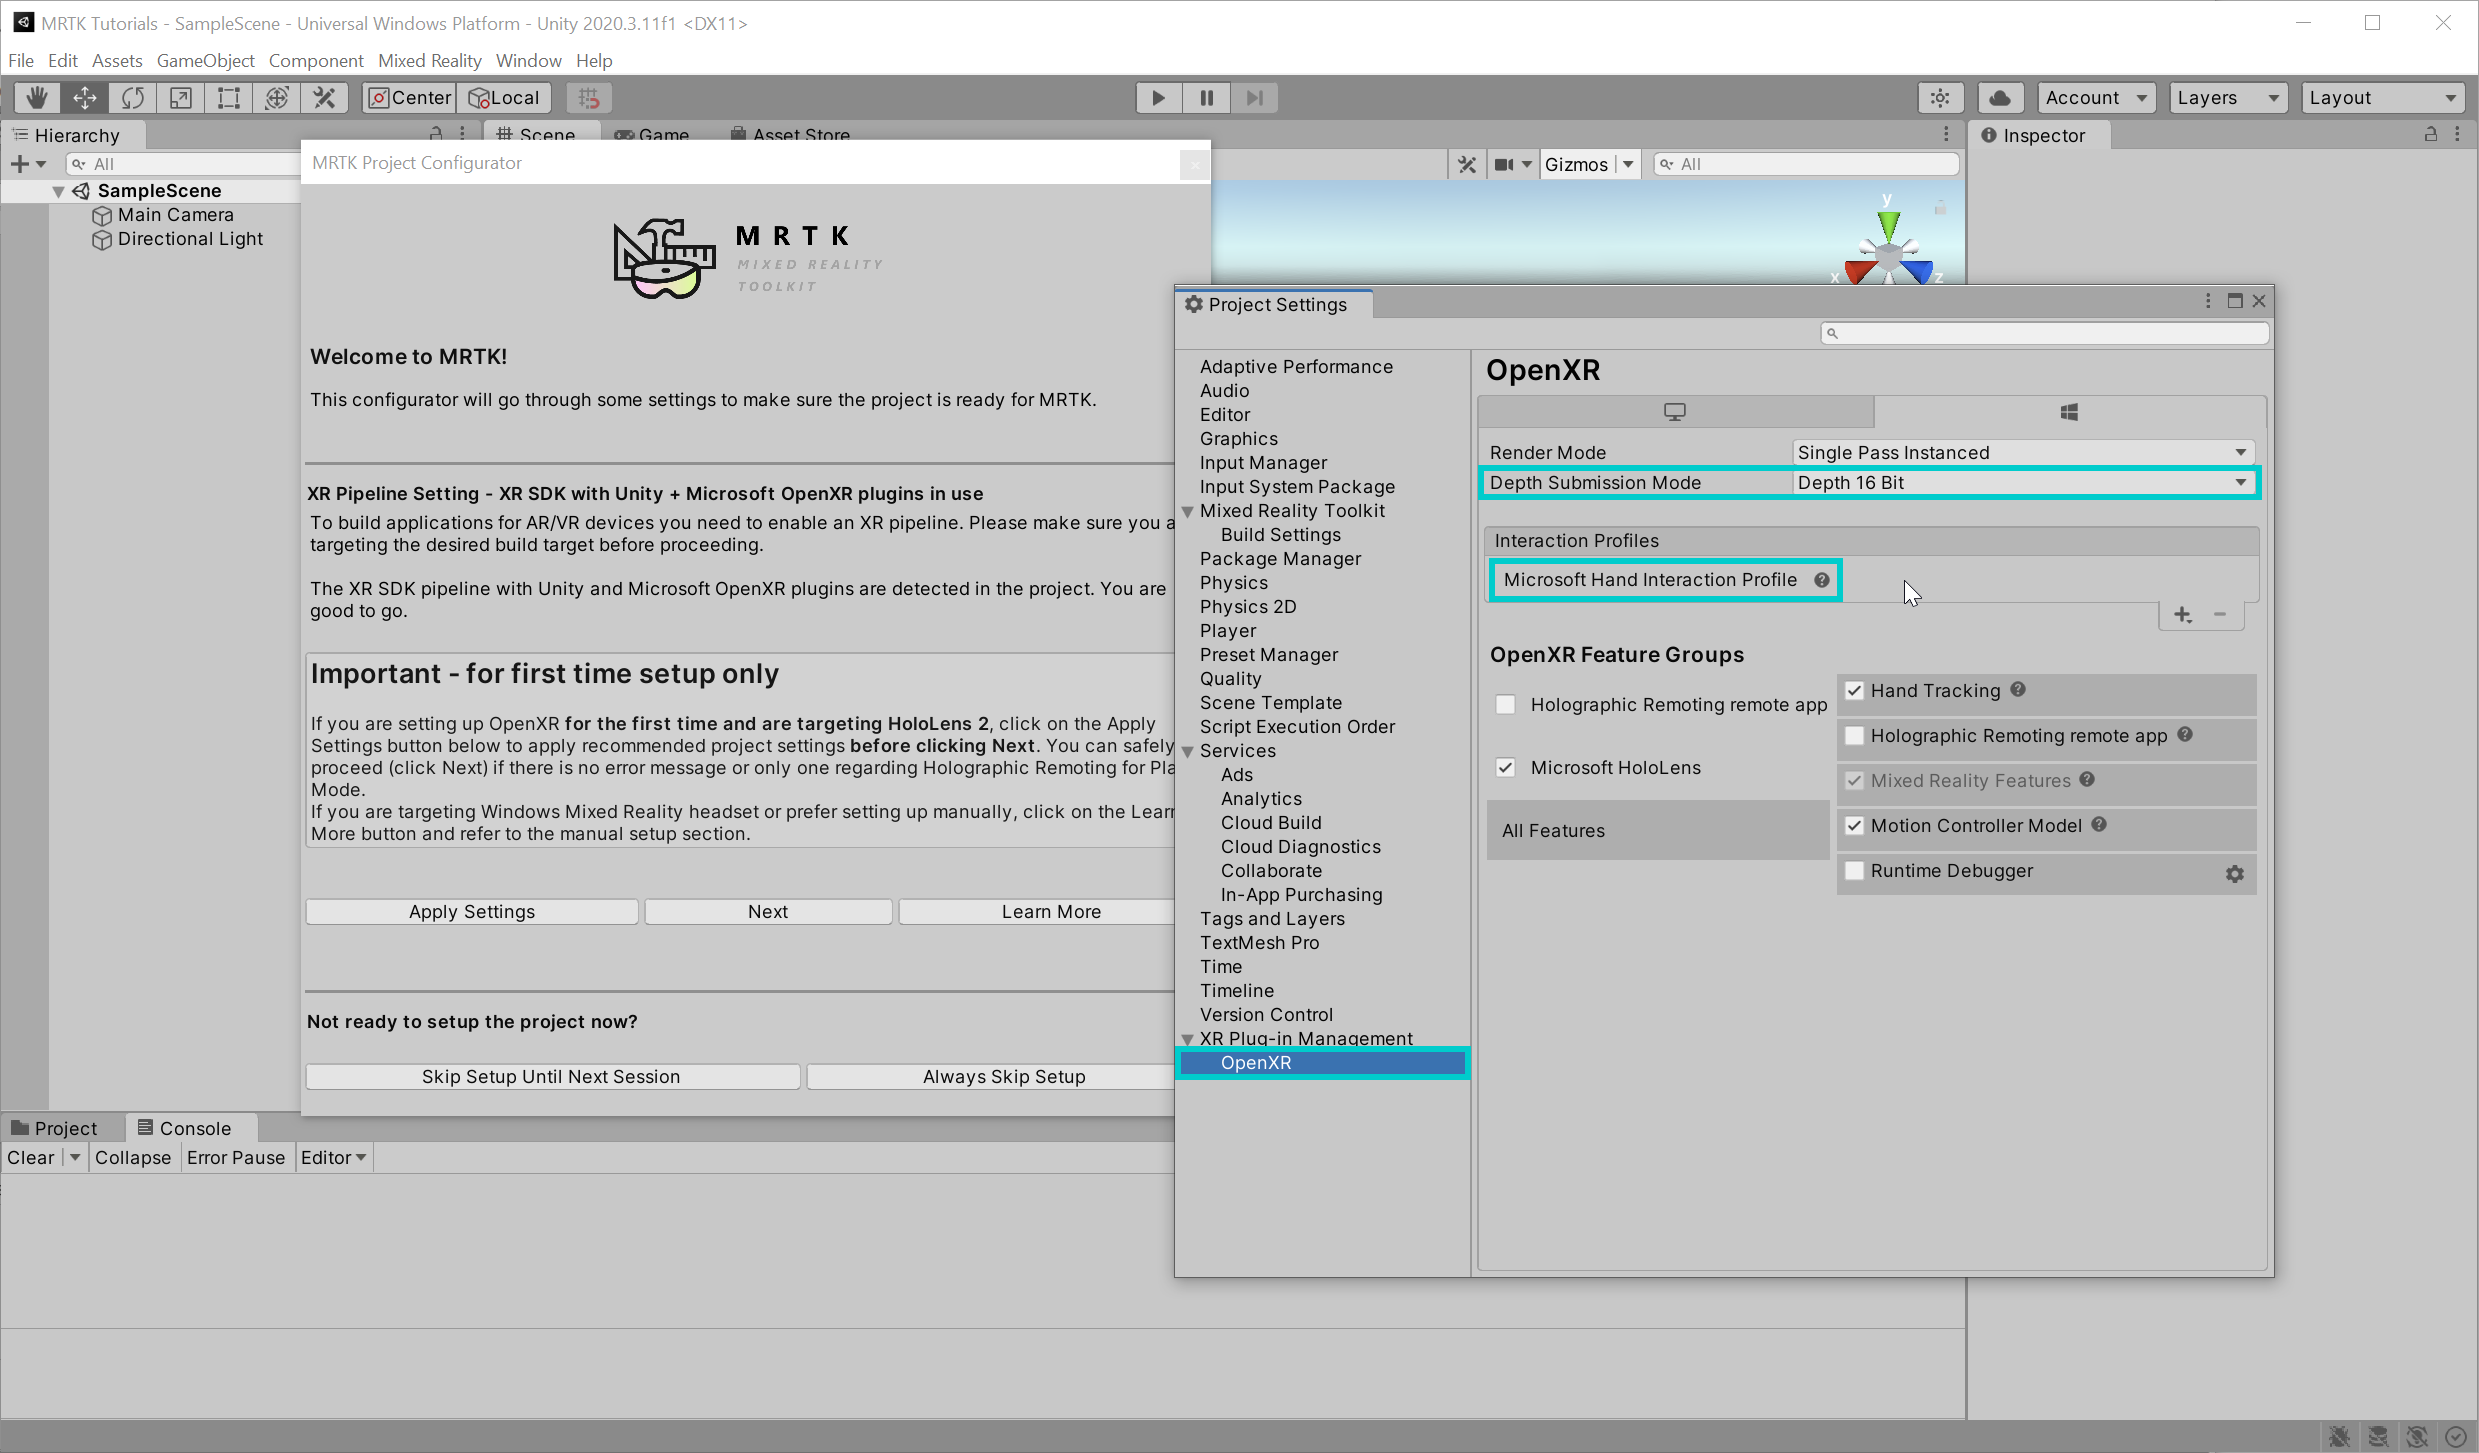 MRTK Tutorials - SampleScene - Universal Windows Platform - Unity 2020.3.11f1 <DX11>
File Edit Assets GameObject Component Mixed Reality Window Help
Center Local Account Layers Layout
Hierarchy
Scene Game Asset Store
Inspector
All
Gizmos All
SampleScene
Main Camera
Directional Light
y
x
z
MRTK Project Configurator
MRTK
MIXED REALITY
TOOLKIT
Welcome to MRTK!
This configurator will go through some settings to make sure the project is ready for MRTK.
XR Pipeline Setting - XR SDK with Unity + Microsoft OpenXR plugins in use
To build applications for AR/VR devices you need to enable an XR pipeline. Please make sure you a
targeting the desired build target before proceeding.
The XR SDK pipeline with Unity and Microsoft OpenXR plugins are detected in the project. You are
good to go.
Important - for first time setup only
If you are setting up OpenXR for the first time and are targeting HoloLens 2, click on the Apply
Settings button below to apply recommended project settings before clicking Next. You can safely
proceed (click Next) if there is no error message or only one regarding Holographic Remoting for Pla
Mode.
If you are targeting Windows Mixed Reality headset or prefer setting up manually, click on the Learn
More button and refer to the manual setup section.
Apply Settings Next Learn More
Not ready to setup the project now?
Skip Setup Until Next Session Always Skip Setup
Project Settings
Adaptive Performance
Audio
Editor
Graphics
Input Manager
Input System Package
Mixed Reality Toolkit
Build Settings
Package Manager
Physics
Physics 2D
Player
Preset Manager
Quality
Scene Template
Script Execution Order
Services
Ads
Analytics
Cloud Build
Cloud Diagnostics
Collaborate
In-App Purchasing
Tags and Layers
TextMesh Pro
Time
Timeline
Version Control
XR Plug-in Management
OpenXR
OpenXR
Render Mode Single Pass Instanced
Depth Submission Mode Depth 16 Bit
Interaction Profiles
Microsoft Hand Interaction Profile
OpenXR Feature Groups
Holographic Remoting remote app
Microsoft HoloLens
All Features
Hand Tracking
Holographic Remoting remote app
Mixed Reality Features
Motion Controller Model
Runtime Debugger
Project Console
Clear Collapse Error Pause Editor